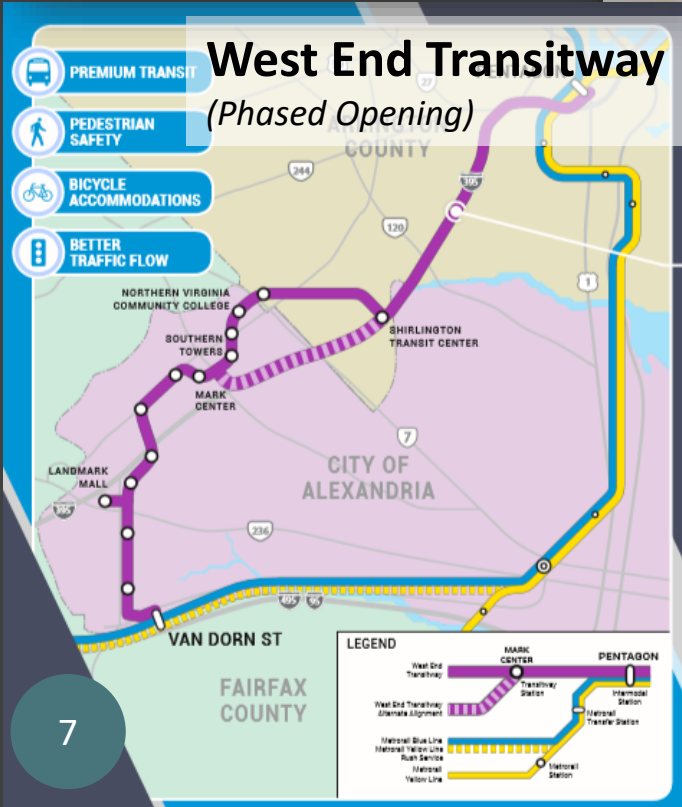 West End Transitway
(Phased Opening)
PREMIUM TRANSIT
PEDESTRIAN
SAFETY
BICYCLE
ACCOMMODATIONS
BETTER
TRAFFIC FLOW
PENTAGON
27
ARLINGTON
COUNTY
244
395
120
1
NORTHERN VIRGINIA
COMMUNITY COLLEGE
SOUTHERN
TOWERS
SHIRLINGTON
TRANSIT CENTER
MARK
CENTER
7
LANDMARK
MALL
CITY OF
ALEXANDRIA
395
236
495
95
VAN DORN ST
FAIRFAX
COUNTY
7
LEGEND
MARK
CENTER
PENTAGON
West End
Transitway
Transitway
Station
Intermodal
Station
West End Transitway
Alternate Alignment
Metrorail
Transfer Station
Metrorail Blue Line
Metrorail Yellow Line
Rush Service
Metrorail
Yellow Line
Metrorail
Station